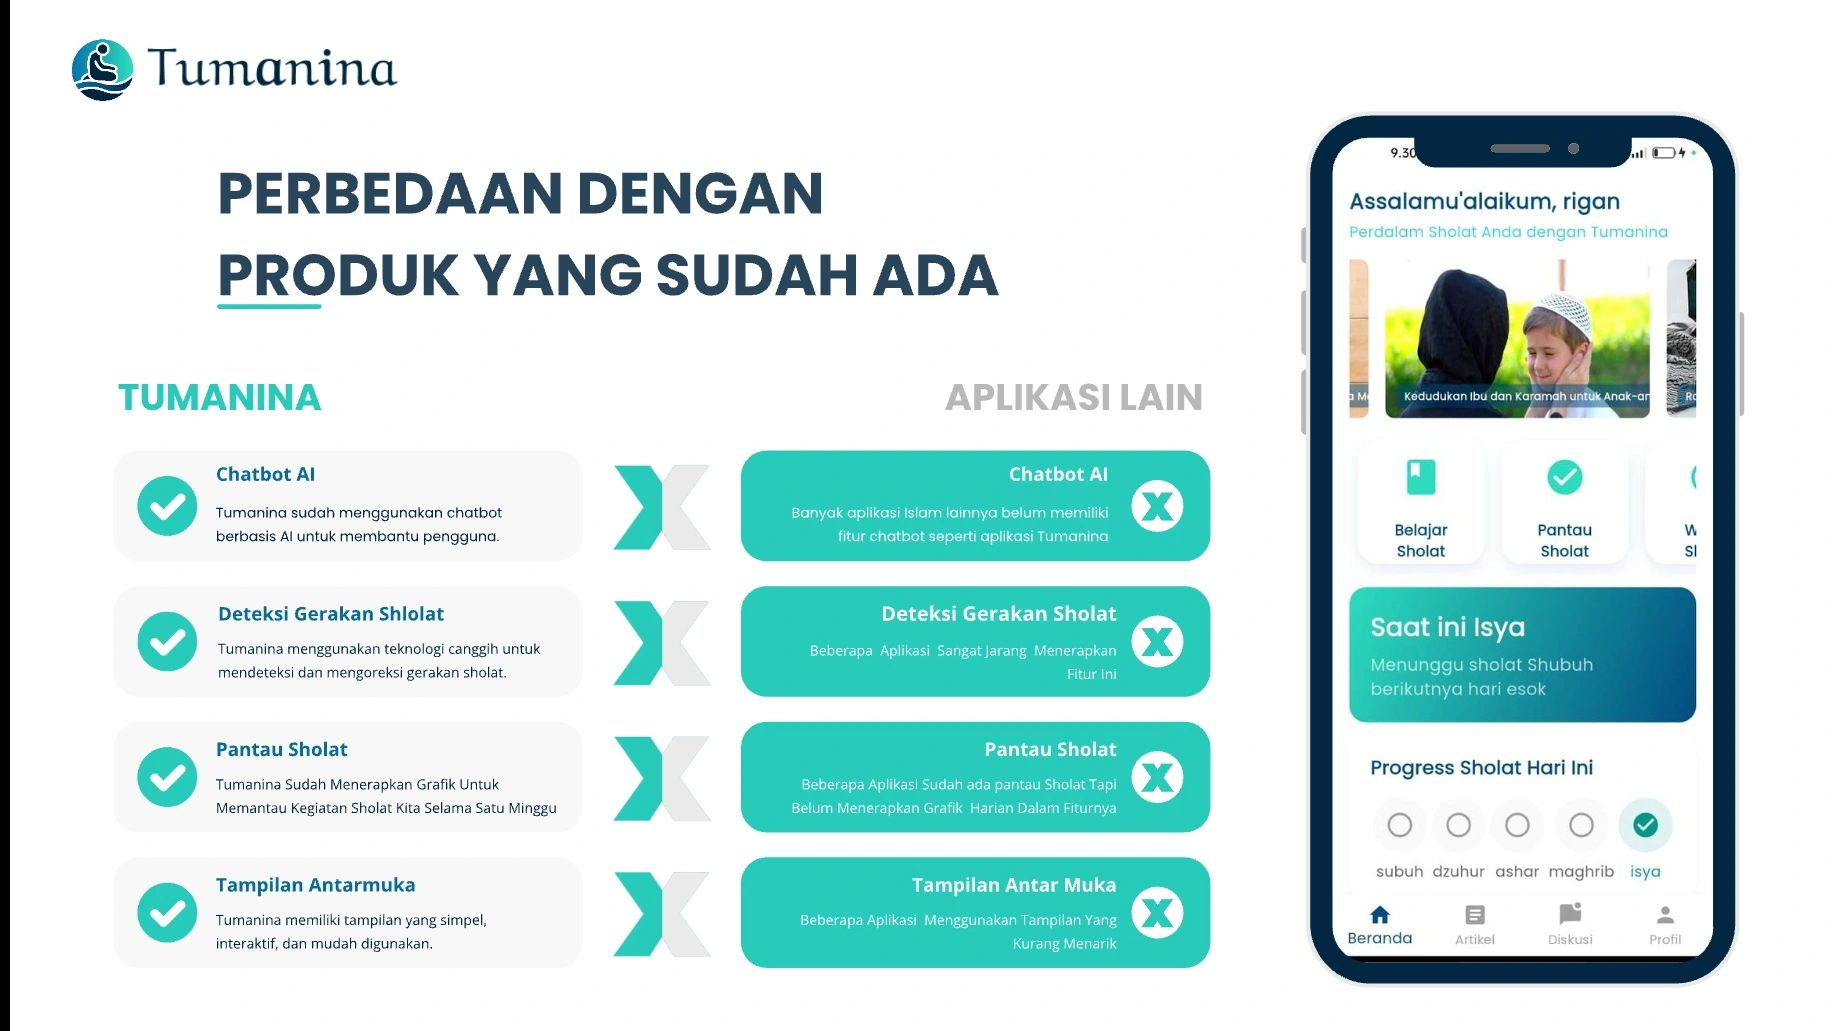 Tumanina
PERBEDAAN DENGAN
PRODUK YANG SUDAH ADA
TUMANINA
APLIKASI LAIN
Chatbot AI
Tumanina sudah menggunakan chatbot
berbasis AI untuk membantu pengguna.
Chatbot AI
Banyak aplikasi Islam lainnya belum memiliki
fitur chatbot seperti aplikasi Tumanina
Deteksi Gerakan Shlolat
Tumanina menggunakan teknologi canggih untuk
mendeteksi dan mengoreksi gerakan sholat.
Deteksi Gerakan Sholat
Beberapa Aplikasi Sangat Jarang Menerapkan
Fitur Ini
Pantau Sholat
Tumanina Sudah Menerapkan Grafik Untuk
Memantau Kegiatan Sholat Kita Selama Satu Minggu
Pantau Sholat
Beberapa Aplikasi Sudah ada pantau Sholat Tapi
Belum Menerapkan Grafik Harian Dalam Fiturnya
Tampilan Antarmuka
Tumanina memiliki tampilan yang simpel,
interaktif, dan mudah digunakan.
Tampilan Antar Muka
Beberapa Aplikasi Menggunakan Tampilan Yang
Kurang Menarik
9.30
Assalamu'alaikum, rigan
Perdalam Sholat Anda dengan Tumanina
Kedudukan Ibu dan Karamah untuk Anak-an
Belajar
Sholat
Pantau
Sholat
Saat ini Isya
Menunggu sholat Shubuh
berikutnya hari esok
Progress Sholat Hari Ini
subuh dzuhur ashar maghrib isya
Beranda Artikel Diskusi Profil